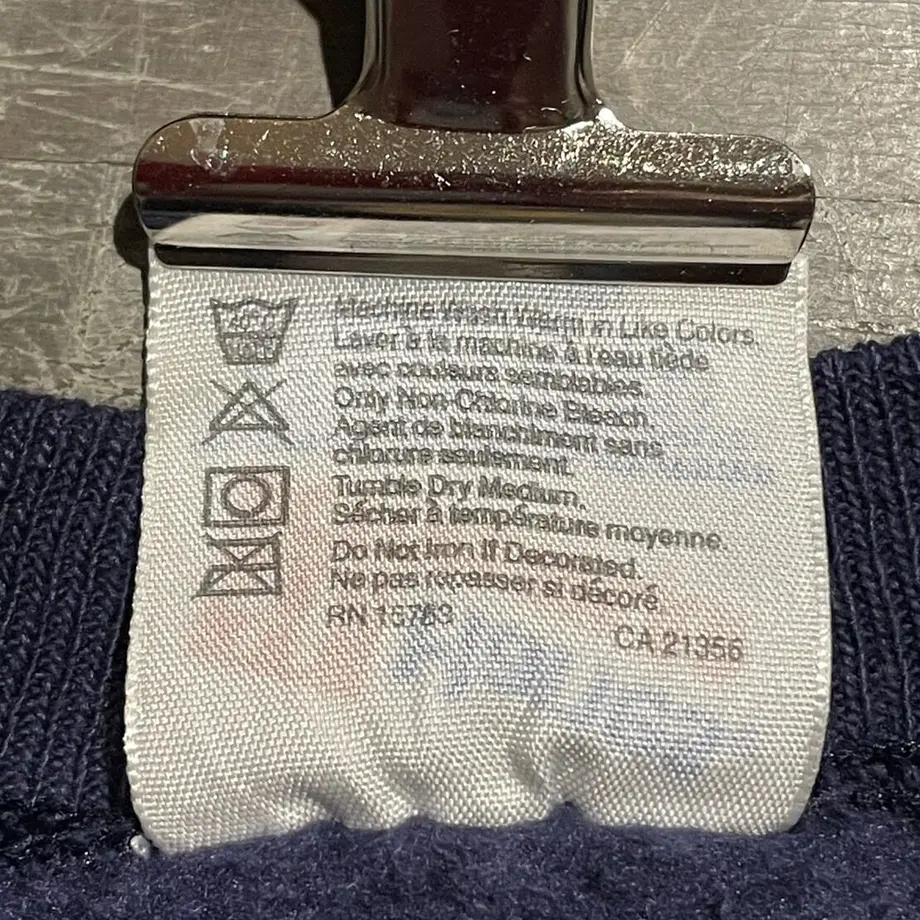 Machine Wash Warm in Like Colors.
Laver à la machine à l'eau tiède
avec couleurs semblables.
Only Non-Chlorine Bleach.
Agent de blanchiment sans
chlorure seulement.
Tumble Dry Medium.
Sécher à température moyenne.
Do Not Iron If Decorated.
Ne pas repasser si décoré.
RN 15763
CA 21356